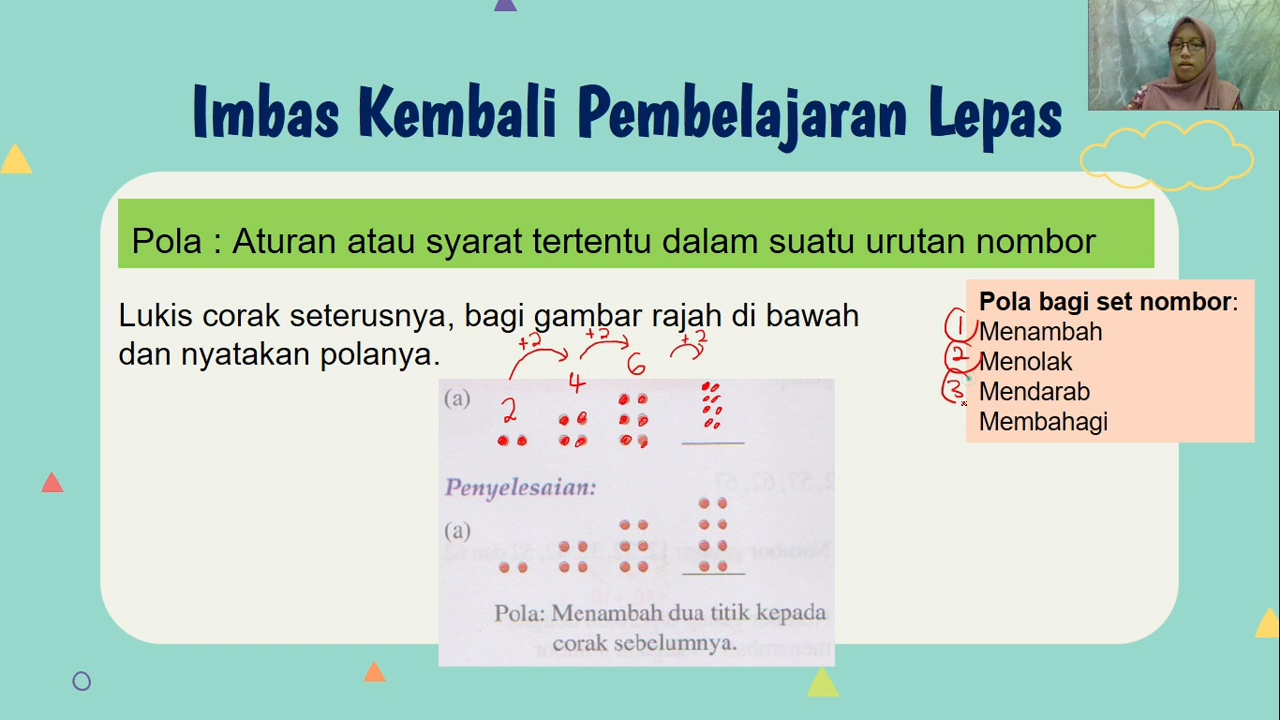 Imbas Kembali Pembelajaran Lepas
Pola : Aturan atau syarat tertentu dalam suatu urutan nombor
Lukis corak seterusnya, bagi gambar rajah di bawah
dan nyatakan polanya.
+2 +2 +2
(a)
2 4 6
Penyelesaian:
(a)
Pola: Menambah dua titik kepada
corak sebelumnya.
Pola bagi set nombor:
1 Menambah
2 Menolak
3 Mendarab
Membahagi